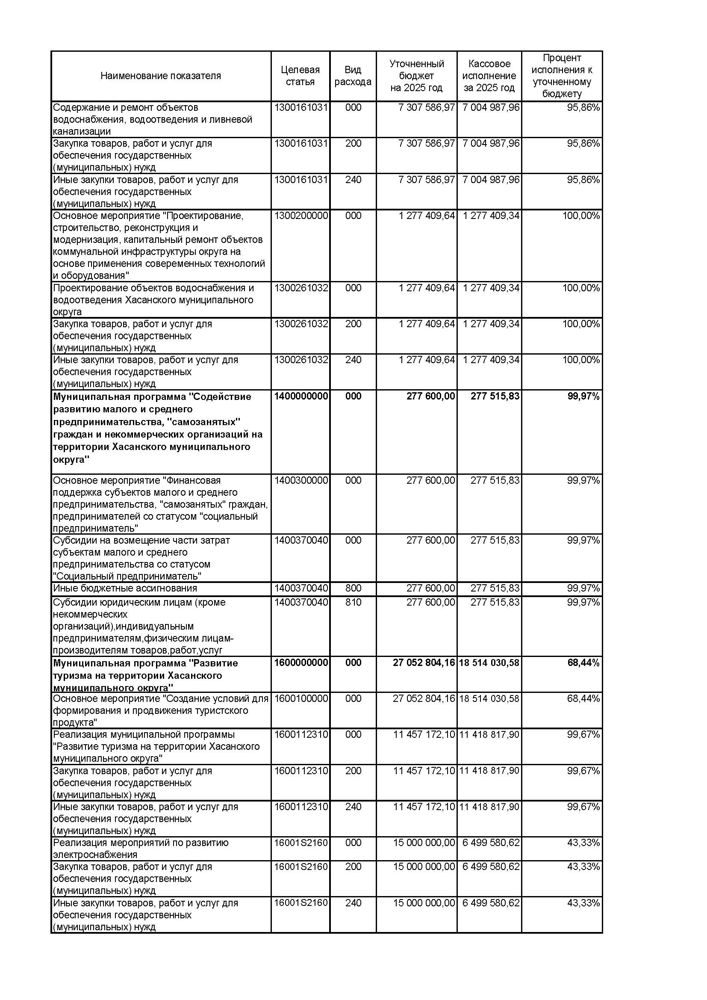 Наименование показателя
Целевая
статья
Вид
расхода
Уточненный
бюджет
на 2025 год
Кассовое
исполнение
за 2025 год
Процент
исполнения к
уточненному
бюджету
Содержание и ремонт объектов 1300161031 000 7 307 586,97 7 004 987,96 95,86%
водоснабжения, водоотведения и ливневой
канализации
Закупка товаров, работ и услуг для 1300161031 200 7 307 586,97 7 004 987,96 95,86%
обеспечения государственных
(муниципальных) нужд
Иные закупки товаров, работ и услуг для 1300161031 240 7 307 586,97 7 004 987,96 95,86%
обеспечения государственных
(муниципальных) нужд
Основное мероприятие "Проектирование, 1300200000 000 1 277 409,64 1 277 409,34 100,00%
строительство, реконструкция и
модернизация, капитальный ремонт объектов
коммунальной инфраструктуры округа на
основе применения совеременных технологий
и оборудования"
Проектирование объектов водоснабжения и 1300261032 000 1 277 409,64 1 277 409,34 100,00%
водоотведения Хасанского муниципального
округа
Закупка товаров, работ и услуг для 1300261032 200 1 277 409,64 1 277 409,34 100,00%
обеспечения государственных
(муниципальных) нужд
Иные закупки товаров, работ и услуг для 1300261032 240 1 277 409,64 1 277 409,34 100,00%
обеспечения государственных
(муниципальных) нужд
Муниципальная программа "Содействие 1400000000 000 277 600,00 277 515,83 99,97%
развитию малого и среднего
предпринимательства, "самозанятых"
граждан и некоммерческих организаций на
территории Хасанского муниципального
округа"
Основное мероприятие "Финансовая 1400300000 000 277 600,00 277 515,83 99,97%
поддержка субъектов малого и среднего
предпринимательства, "самозанятых" граждан,
предпринимателей со статусом "социальный
предприниматель"
Субсидии на возмещение части затрат 1400370040 000 277 600,00 277 515,83 99,97%
субъектам малого и среднего
предпринимательства со статусом
"Социальный предприниматель"
Иные бюджетные ассигнования 1400370040 800 277 600,00 277 515,83 99,97%
Субсидии юридическим лицам (кроме 1400370040 810 277 600,00 277 515,83 99,97%
некоммерческих
организаций),индивидуальным
предпринимателям,физическим лицам-
производителям товаров,работ,услуг
Муниципальная программа "Развитие 1600000000 000 27 052 804,16 18 514 030,58 68,44%
туризма на территории Хасанского
муниципального округа"
Основное мероприятие "Создание условий для 1600100000 000 27 052 804,16 18 514 030,58 68,44%
формирования и продвижения туристского
продукта"
Реализация муниципальной программы 1600112310 000 11 457 172,10 11 418 817,90 99,67%
"Развитие туризма на территории Хасанского
муниципального округа"
Закупка товаров, работ и услуг для 1600112310 200 11 457 172,10 11 418 817,90 99,67%
обеспечения государственных
(муниципальных) нужд
Иные закупки товаров, работ и услуг для 1600112310 240 11 457 172,10 11 418 817,90 99,67%
обеспечения государственных
(муниципальных) нужд
Реализация мероприятий по развитию 16001S2160 000 15 000 000,00 6 499 580,62 43,33%
электроснабжения
Закупка товаров, работ и услуг для 16001S2160 200 15 000 000,00 6 499 580,62 43,33%
обеспечения государственных
(муниципальных) нужд
Иные закупки товаров, работ и услуг для 16001S2160 240 15 000 000,00 6 499 580,62 43,33%
обеспечения государственных
(муниципальных) нужд